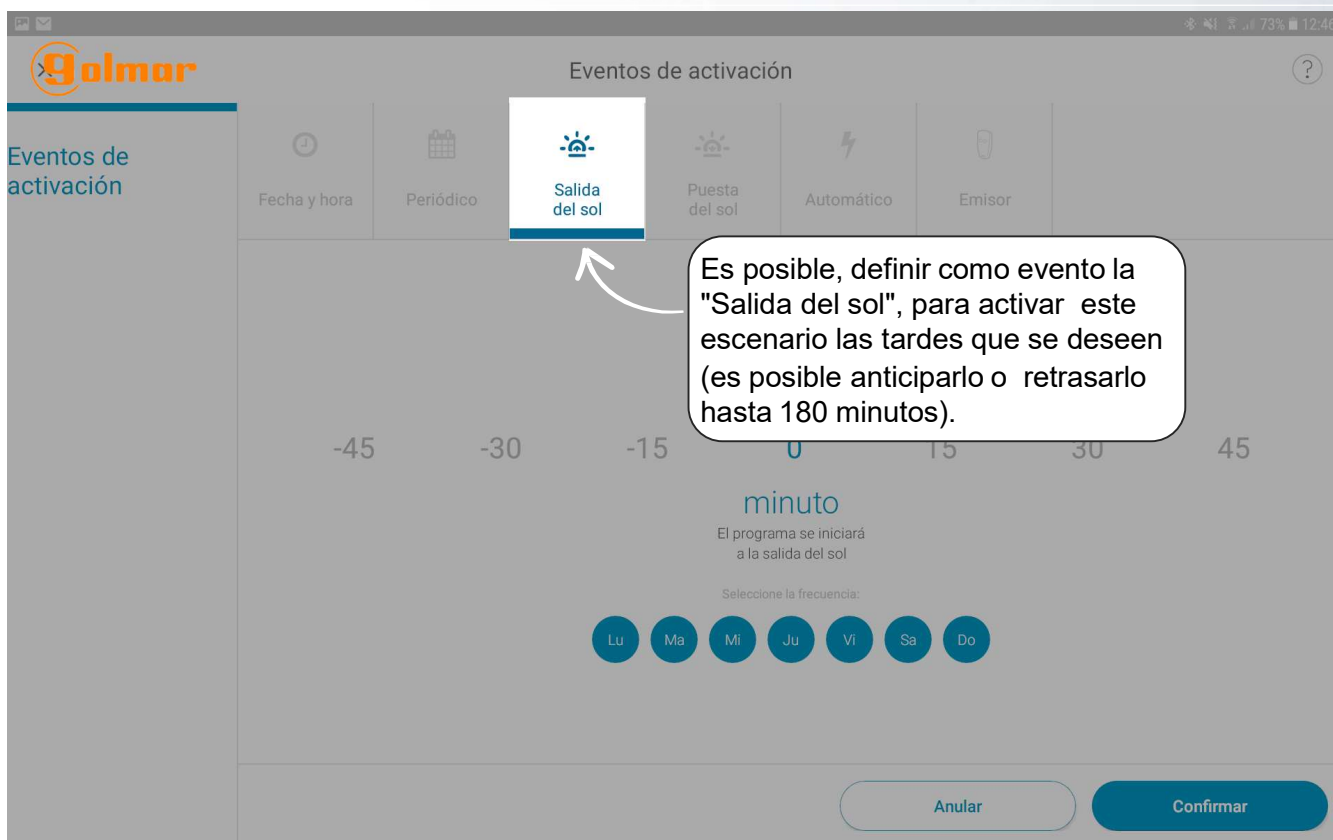 73% 12:46
golmar
Eventos de activación
?
Eventos de
activación
Fecha y hora
Periódico
Salida
del sol
Puesta
del sol
Automático
Emisor
Es posible, definir como evento la
"Salida del sol", para activar este
escenario las tardes que se deseen
(es posible anticiparlo o retrasarlo
hasta 180 minutos).
-45 -30 -15 0 15 30 45
minuto
El programa se iniciará
a la salida del sol
Seleccione la frecuencia:
Lu Ma Mi Ju Vi Sa Do
Anular Confirmar